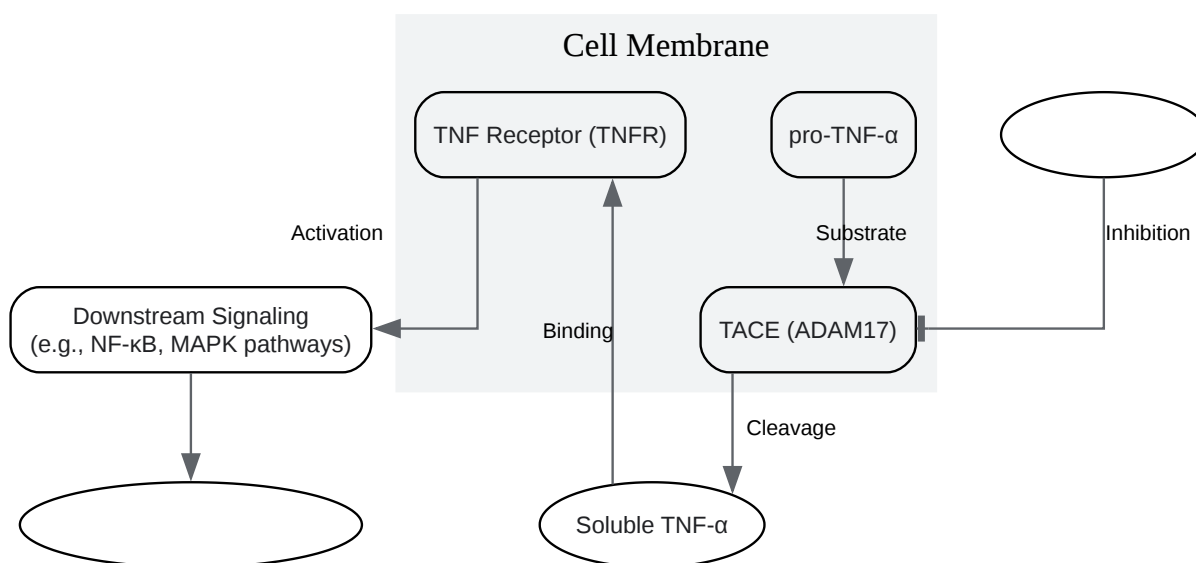 Cell Membrane
TNF Receptor (TNFR)
pro-TNF-α
Activation
Substrate
Inhibition
Downstream Signaling
(e.g., NF-κB, MAPK pathways)
Binding
TACE (ADAM17)
Cleavage
Soluble TNF-α